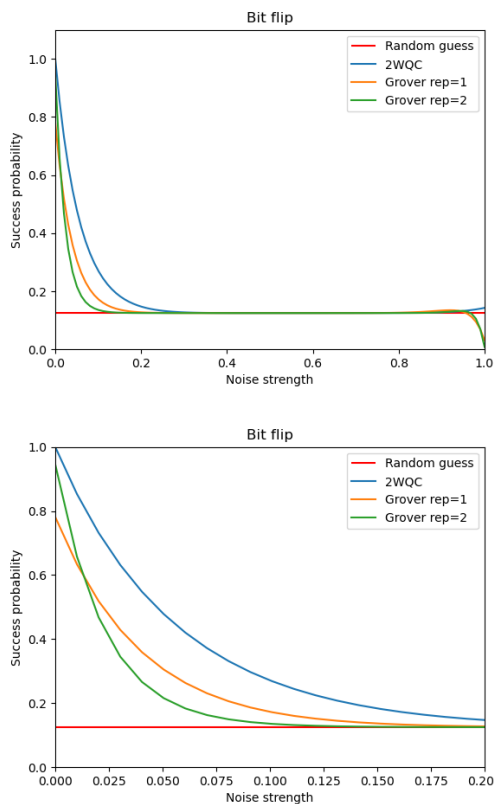 Bit flip
Random guess
2WQC
Grover rep=1
Grover rep=2
1.0
0.8
0.6
0.4
0.2
0.0
Success probability
0.0 0.2 0.4 0.6 0.8 1.0
Noise strength
Bit flip
Random guess
2WQC
Grover rep=1
Grover rep=2
1.0
0.8
0.6
0.4
0.2
0.0
Success probability
0.000 0.025 0.050 0.075 0.100 0.125 0.150 0.175 0.200
Noise strength